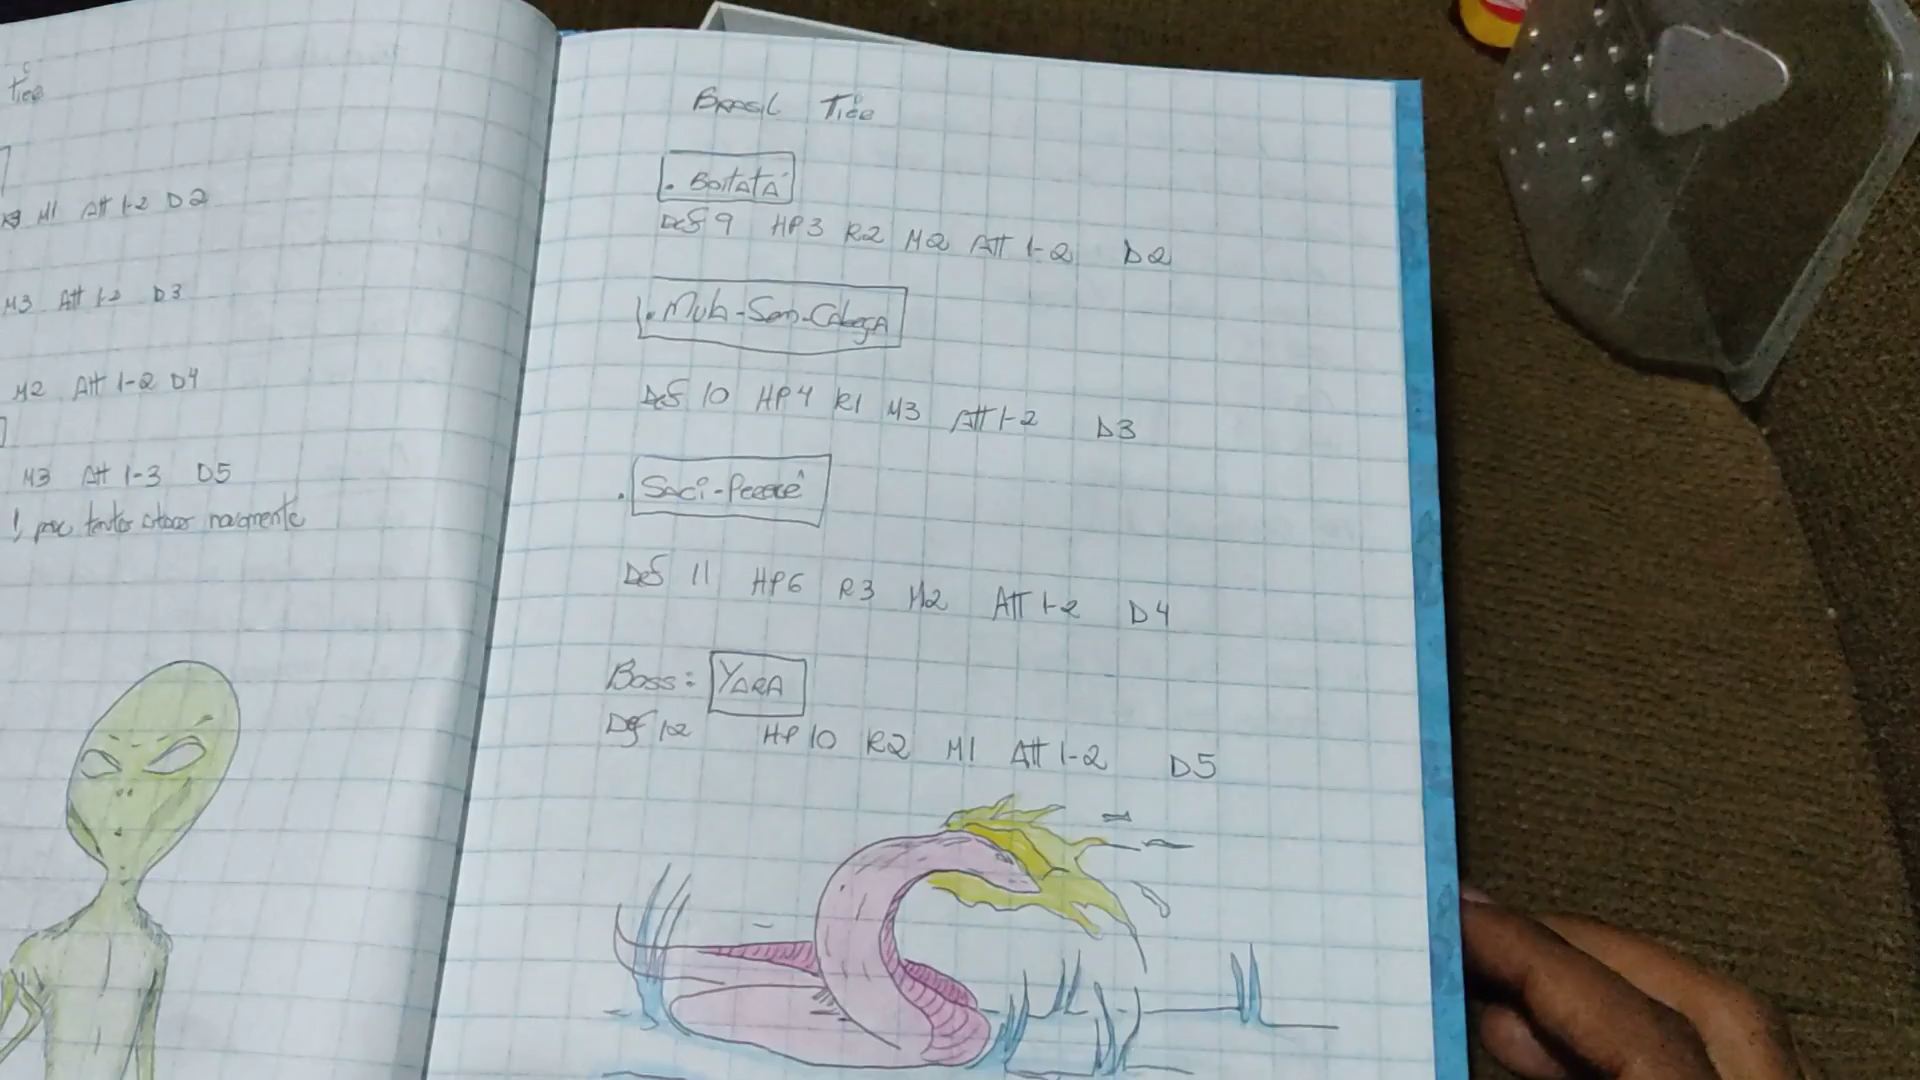 Tier
M1 Att 1-2 D2
M3 Att 1-2 D3
M2 Att 1-2 D4
M3 Att 1-3 D5
Brasil Tier
. Boitatá
Def 9 HP3 R2 M2 Att 1-2 D2
. Mula-Sem-Cabeça
Def 10 HP4 R1 M3 Att 1-2 D3
. Saci-Pererê
Def 11 HP6 R3 M2 Att 1-2 D4
Boss: YARA
Def 12 HP 10 R2 M1 Att 1-2 D5